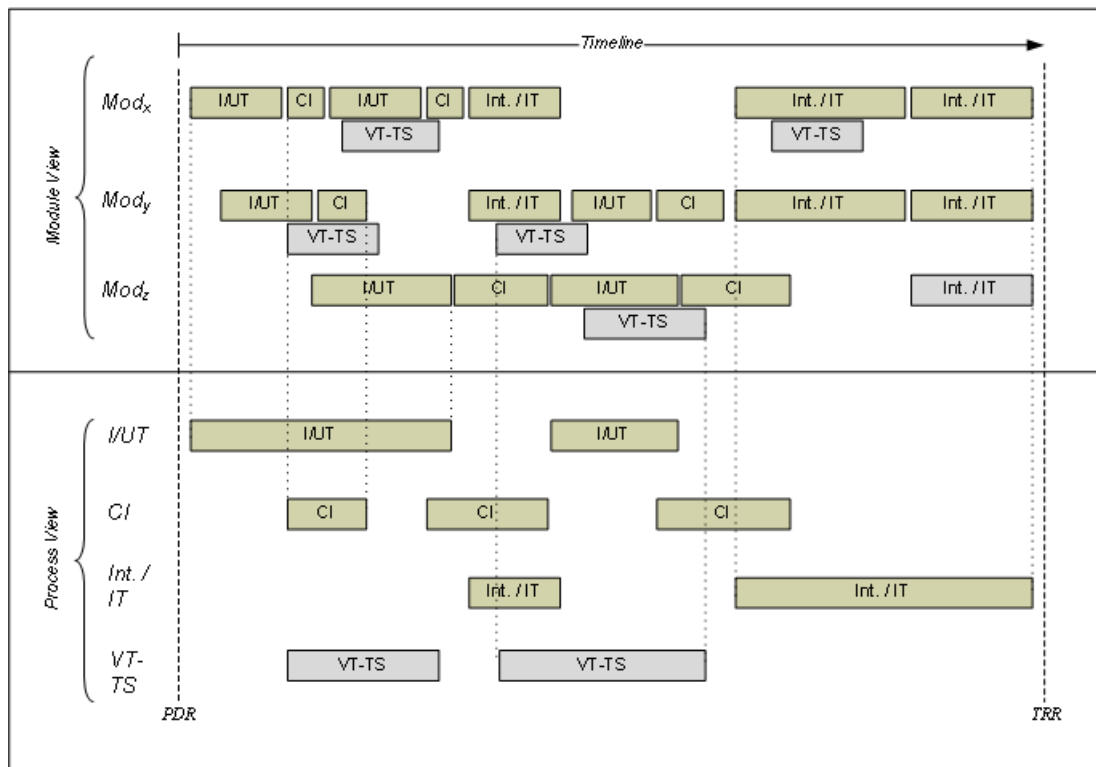 Timeline
Module View
Modx
I/UT
CI
I/UT
CI
Int. / IT
Int. / IT
Int. / IT
VT-TS
VT-TS
Mody
I/UT
CI
Int. / IT
I/UT
CI
Int. / IT
Int. / IT
VT-TS
VT-TS
Modz
I/UT
CI
I/UT
CI
Int. / IT
VT-TS
Process View
I/UT
I/UT
I/UT
CI
CI
CI
CI
Int. /
IT
Int. / IT
Int. / IT
VT-
TS
VT-TS
VT-TS
PDR
TRR